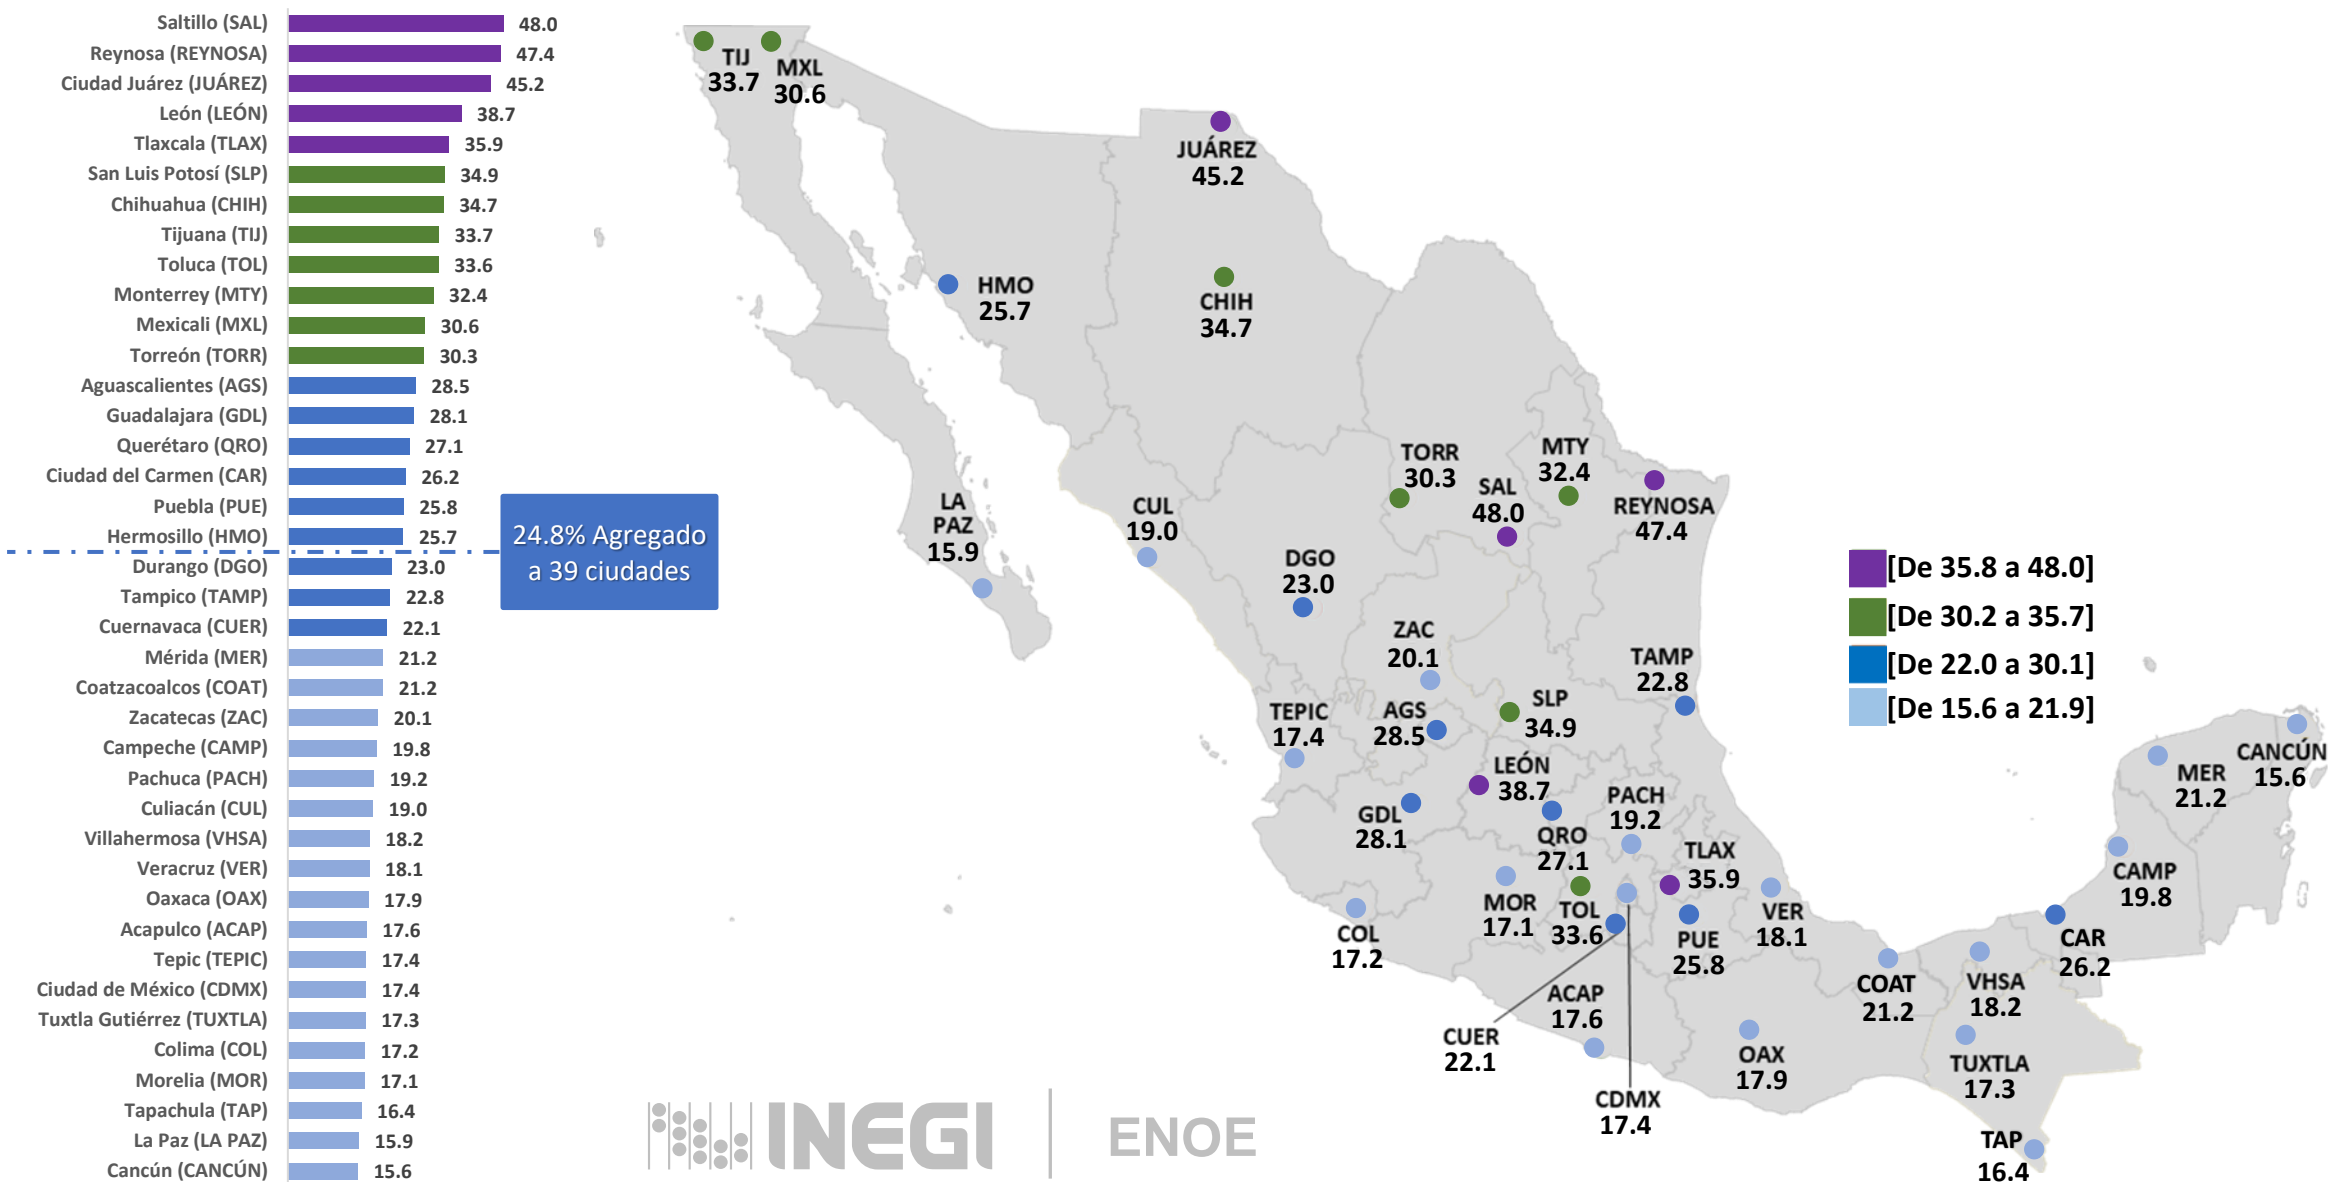 Saltillo (SAL) 48.0
Reynosa (REYNOSA) 47.4
Ciudad Juárez (JUÁREZ) 45.2
León (LEÓN) 38.7
Tlaxcala (TLAX) 35.9
San Luis Potosí (SLP) 34.9
Chihuahua (CHIH) 34.7
Tijuana (TIJ) 33.7
Toluca (TOL) 33.6
Monterrey (MTY) 32.4
Mexicali (MXL) 30.6
Torreón (TORR) 30.3
Aguascalientes (AGS) 28.5
Guadalajara (GDL) 28.1
Querétaro (QRO) 27.1
Ciudad del Carmen (CAR) 26.2
Puebla (PUE) 25.8
Hermosillo (HMO) 25.7
Durango (DGO) 23.0
Tampico (TAMP) 22.8
Cuernavaca (CUER) 22.1
Mérida (MER) 21.2
Coatzacoalcos (COAT) 21.2
Zacatecas (ZAC) 20.1
Campeche (CAMP) 19.8
Pachuca (PACH) 19.2
Culiacán (CUL) 19.0
Villahermosa (VHSA) 18.2
Veracruz (VER) 18.1
Oaxaca (OAX) 17.9
Acapulco (ACAP) 17.6
Tepic (TEPIC) 17.4
Ciudad de México (CDMX) 17.4
Tuxtla Gutiérrez (TUXTLA) 17.3
Colima (COL) 17.2
Morelia (MOR) 17.1
Tapachula (TAP) 16.4
La Paz (LA PAZ) 15.9
Cancún (CANCÚN) 15.6
24.8% Agregado
a 39 ciudades
TIJ
33.7
MXL
30.6
JUÁREZ
45.2
HMO
25.7
CHIH
34.7
TORR
30.3
MTY
32.4
SAL
48.0
REYNOSA
47.4
LA
PAZ
15.9
CUL
19.0
DGO
23.0
ZAC
20.1
TAMP
22.8
TEPIC
17.4
AGS
28.5
SLP
34.9
LEÓN
38.7
GDL
28.1
QRO
27.1
PACH
19.2
TLAX
35.9
MOR
17.1
TOL
33.6
COL
17.2
PUE
25.8
VER
18.1
CUER
22.1
ACAP
17.6
CDMX
17.4
OAX
17.9
COAT
21.2
VHSA
18.2
TUXTLA
17.3
TAP
16.4
CAR
26.2
CAMP
19.8
MER
21.2
CANCÚN
15.6
[De 35.8 a 48.0]
[De 30.2 a 35.7]
[De 22.0 a 30.1]
[De 15.6 a 21.9]
INEGI
ENOE